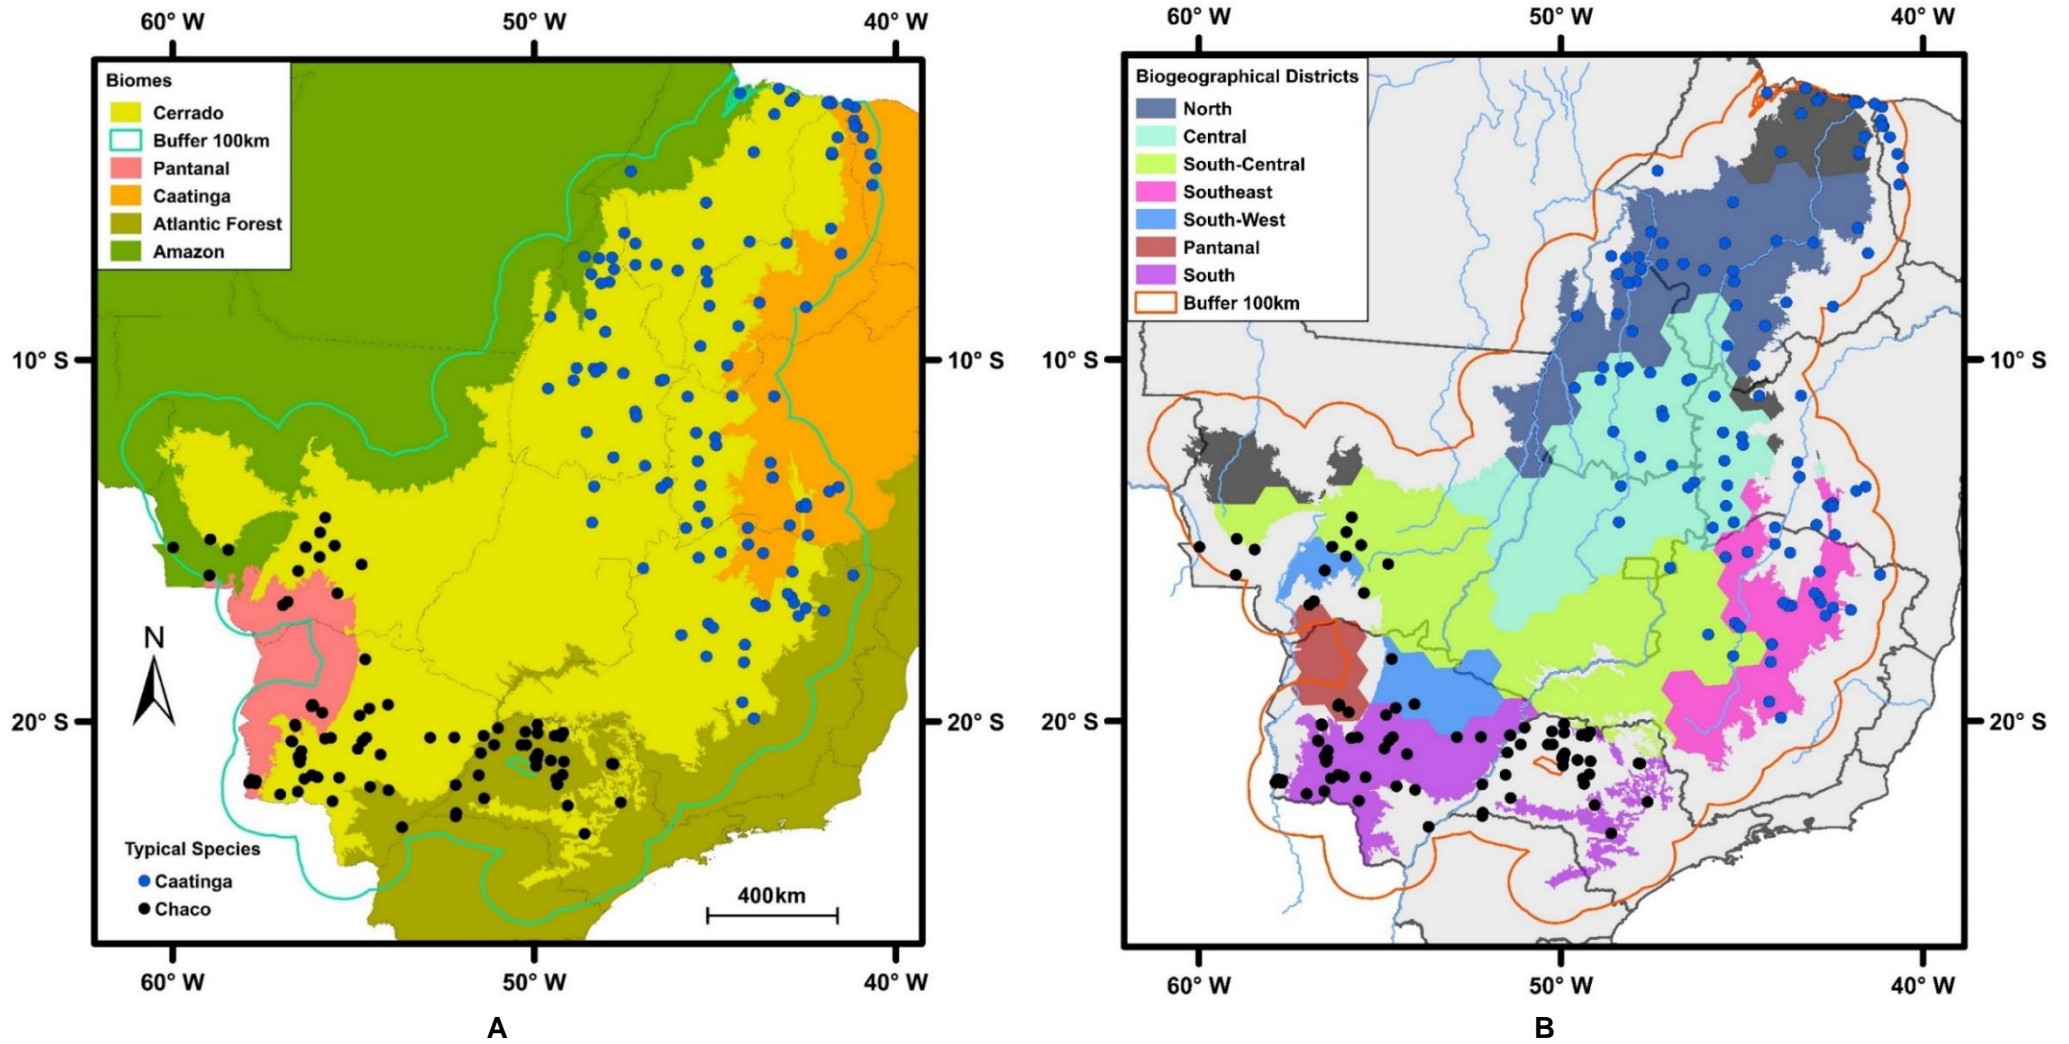 60° W 50° W 40° W
Biomes
Cerrado
Buffer 100km
Pantanal
Caatinga
Atlantic Forest
Amazon
10° S 10° S
N
20° S 20° S
Typical Species
Caatinga
Chaco
400km
60° W 50° W 40° W
A
60° W 50° W 40° W
Biogeographical Districts
North
Central
South-Central
Southeast
South-West
Pantanal
South
Buffer 100km
10° S 10° S
20° S 20° S
60° W 50° W 40° W
B